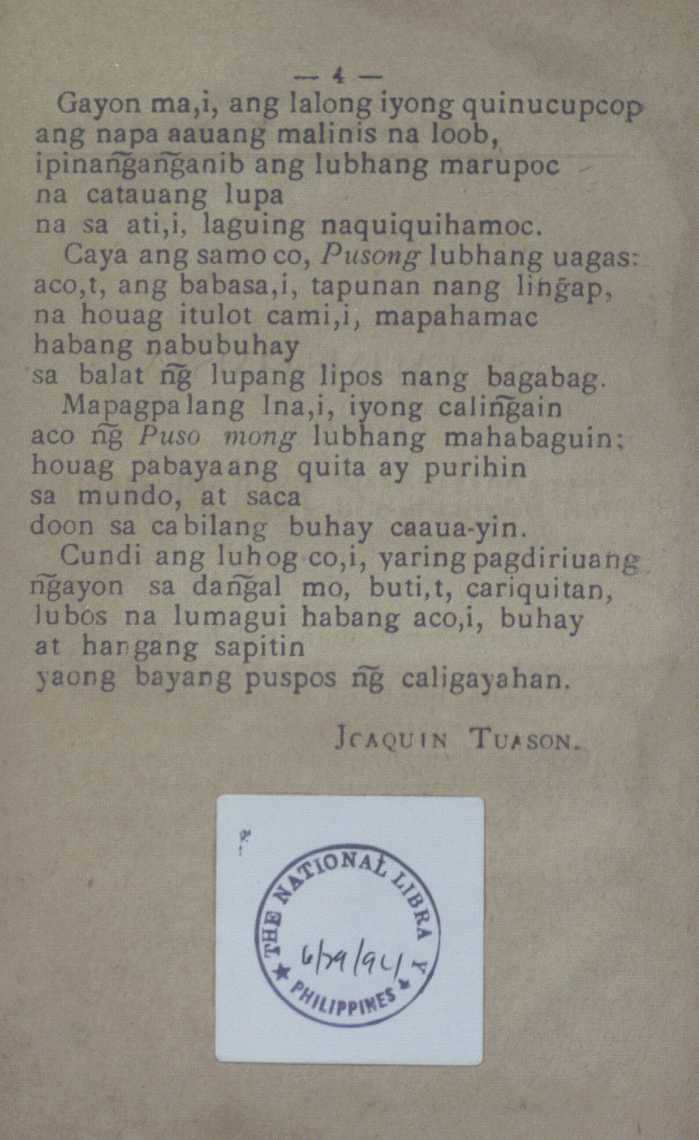 — 4 —
Gayon ma,i, ang lalong iyong quinucupcop
ang napa aauang malinis na loob,
ipinan͠gan͠ganib ang lubhang marupoc
na catauang lupa
na sa ati,i, laguing naquiquihamoc.
Caya ang samo co, Pusong lubhang uagas:
aco,t, ang babasa,i, tapunan nang lin͠gap,
na houag itulot cami,i, mapahamac
habang nabubuhay
sa balat n͠g lupang lipos nang bagabag.
Mapagpalang Ina,i, iyong calin͠gain
aco n͠g Puso mong lubhang mahabaguin;
houag pabayaang quita ay purihin
sa mundo, at saca
doon sa cabilang buhay caaua-yin.
Cundi ang luhog co,i, yaring pagdiriuang
n͠gayon sa dan͠gal mo, buti,t, cariquitan,
lubos na lumagui habang aco,i, buhay
at hangang sapitin
yaong bayang puspos n͠g caligayahan.
JOAQUIN TUASON.
THE NATIONAL LIBRARY
6/29/94
★ PHILIPPINES ★